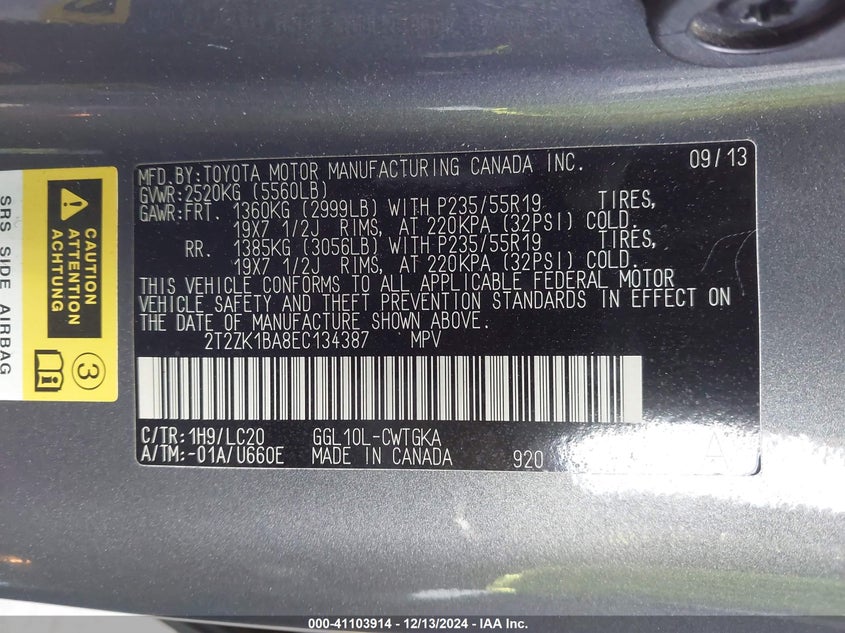 MFD.BY:TOYOTA MOTOR MANUFACTURING CANADA INC. 09/13
GVWR:2520KG (5560LB)
GAWR:FRT. 1360KG (2999LB) WITH P235/55R19 TIRES,
19X7 1/2J RIMS, AT 220KPA (32PSI) COLD.
RR. 1385KG (3056LB) WITH P235/55R19 TIRES,
19X7 1/2J RIMS, AT 220KPA (32PSI) COLD.
THIS VEHICLE CONFORMS TO ALL APPLICABLE FEDERAL MOTOR
VEHICLE SAFETY AND THEFT PREVENTION STANDARDS IN EFFECT ON
THE DATE OF MANUFACTURE SHOWN ABOVE.
2T2ZK1BA8EC134387 MPV
C/TR:1H9/LC20 GGL10L-CWTGKA
A/TM:-01A/U660E MADE IN CANADA 920
CAUTION
ATTENTION
ACHTUNG
3
SRS SIDE AIRBAG
000-41103914 - 12/13/2024 - IAA Inc.